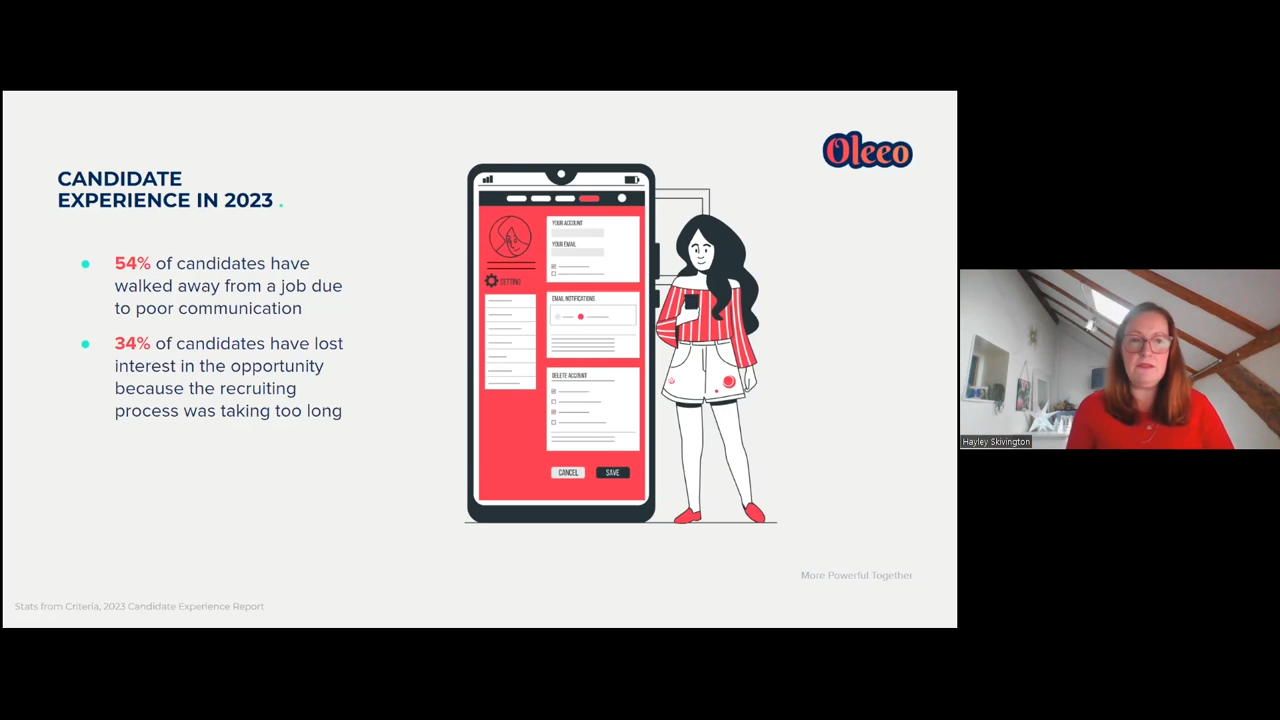 Oleeo
CANDIDATE
EXPERIENCE IN 2023 .
54% of candidates have
walked away from a job due
to poor communication
34% of candidates have lost
interest in the opportunity
because the recruiting
process was taking too long
YOUR ACCOUNT
YOUR EMAIL
SETTING
EMAIL NOTIFICATIONS
DELETE ACCOUNT
CANCEL SAVE
Hayley Skivington
More Powerful Together
Stats from Criteria, 2023 Candidate Experience Report